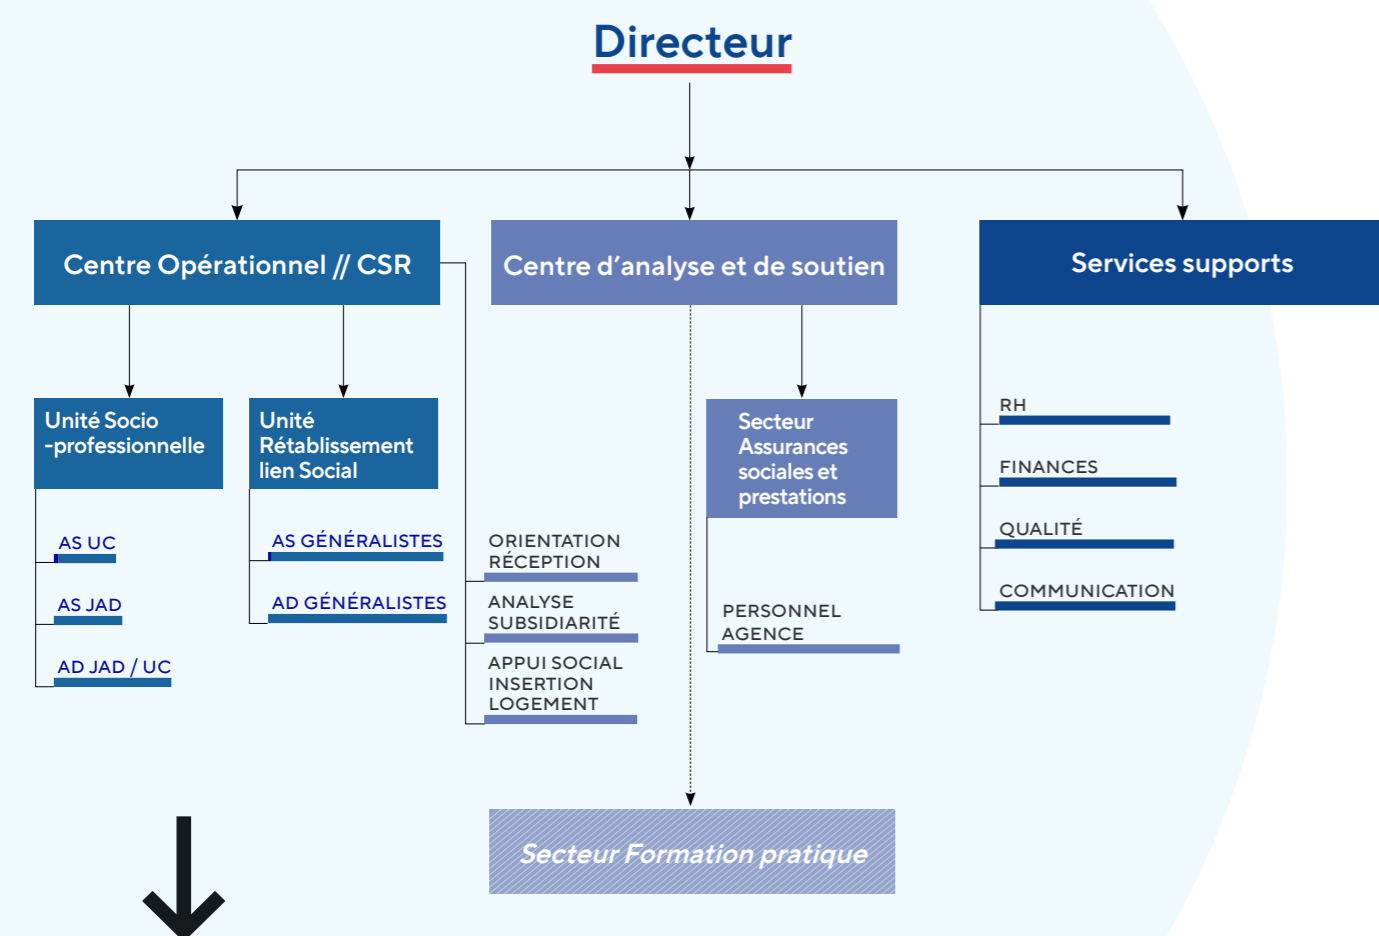 Directeur
Centre Opérationnel // CSR
Centre d'analyse et de soutien
Services supports
Unité Socio
-professionnelle
AS UC
AS JAD
AD JAD / UC
Unité
Rétablissement
lien Social
AS GÉNÉRALISTES
AD GÉNÉRALISTES
ORIENTATION
RÉCEPTION
ANALYSE
SUBSIDIARITÉ
APPUI SOCIAL
INSERTION
LOGEMENT
Secteur
Assurances
sociales et
prestations
PERSONNEL
AGENCE
RH
FINANCES
QUALITÉ
COMMUNICATION
Secteur Formation pratique